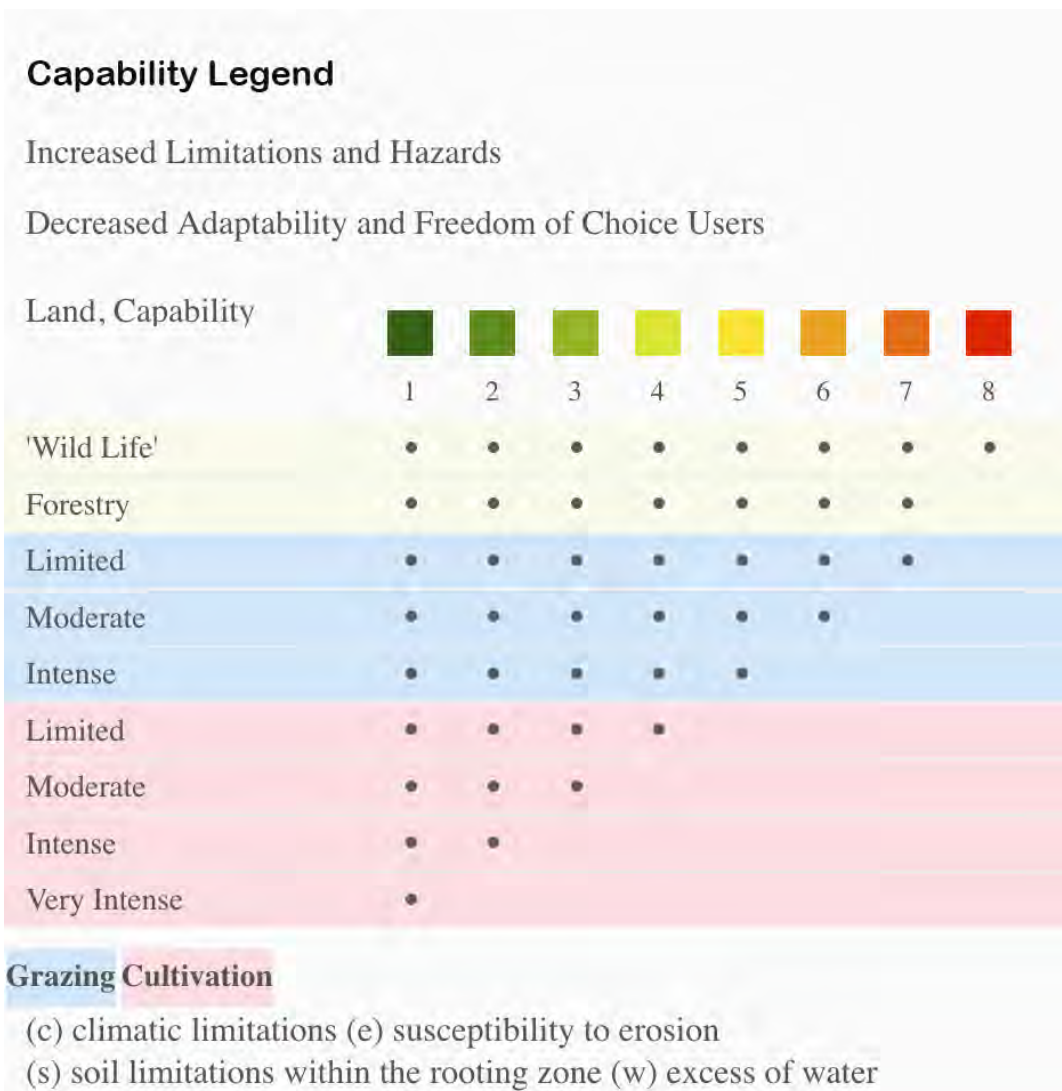 Capability Legend
Increased Limitations and Hazards
Decreased Adaptability and Freedom of Choice Users
Land, Capability
1 2 3 4 5 6 7 8
'Wild Life' • • • • • • • •
Forestry • • • • • • •
Limited • • • • • • •
Moderate • • • • • •
Intense • • • • •
Limited • • • •
Moderate • • •
Intense • •
Very Intense •
Grazing Cultivation
(c) climatic limitations (e) susceptibility to erosion
(s) soil limitations within the rooting zone (w) excess of water